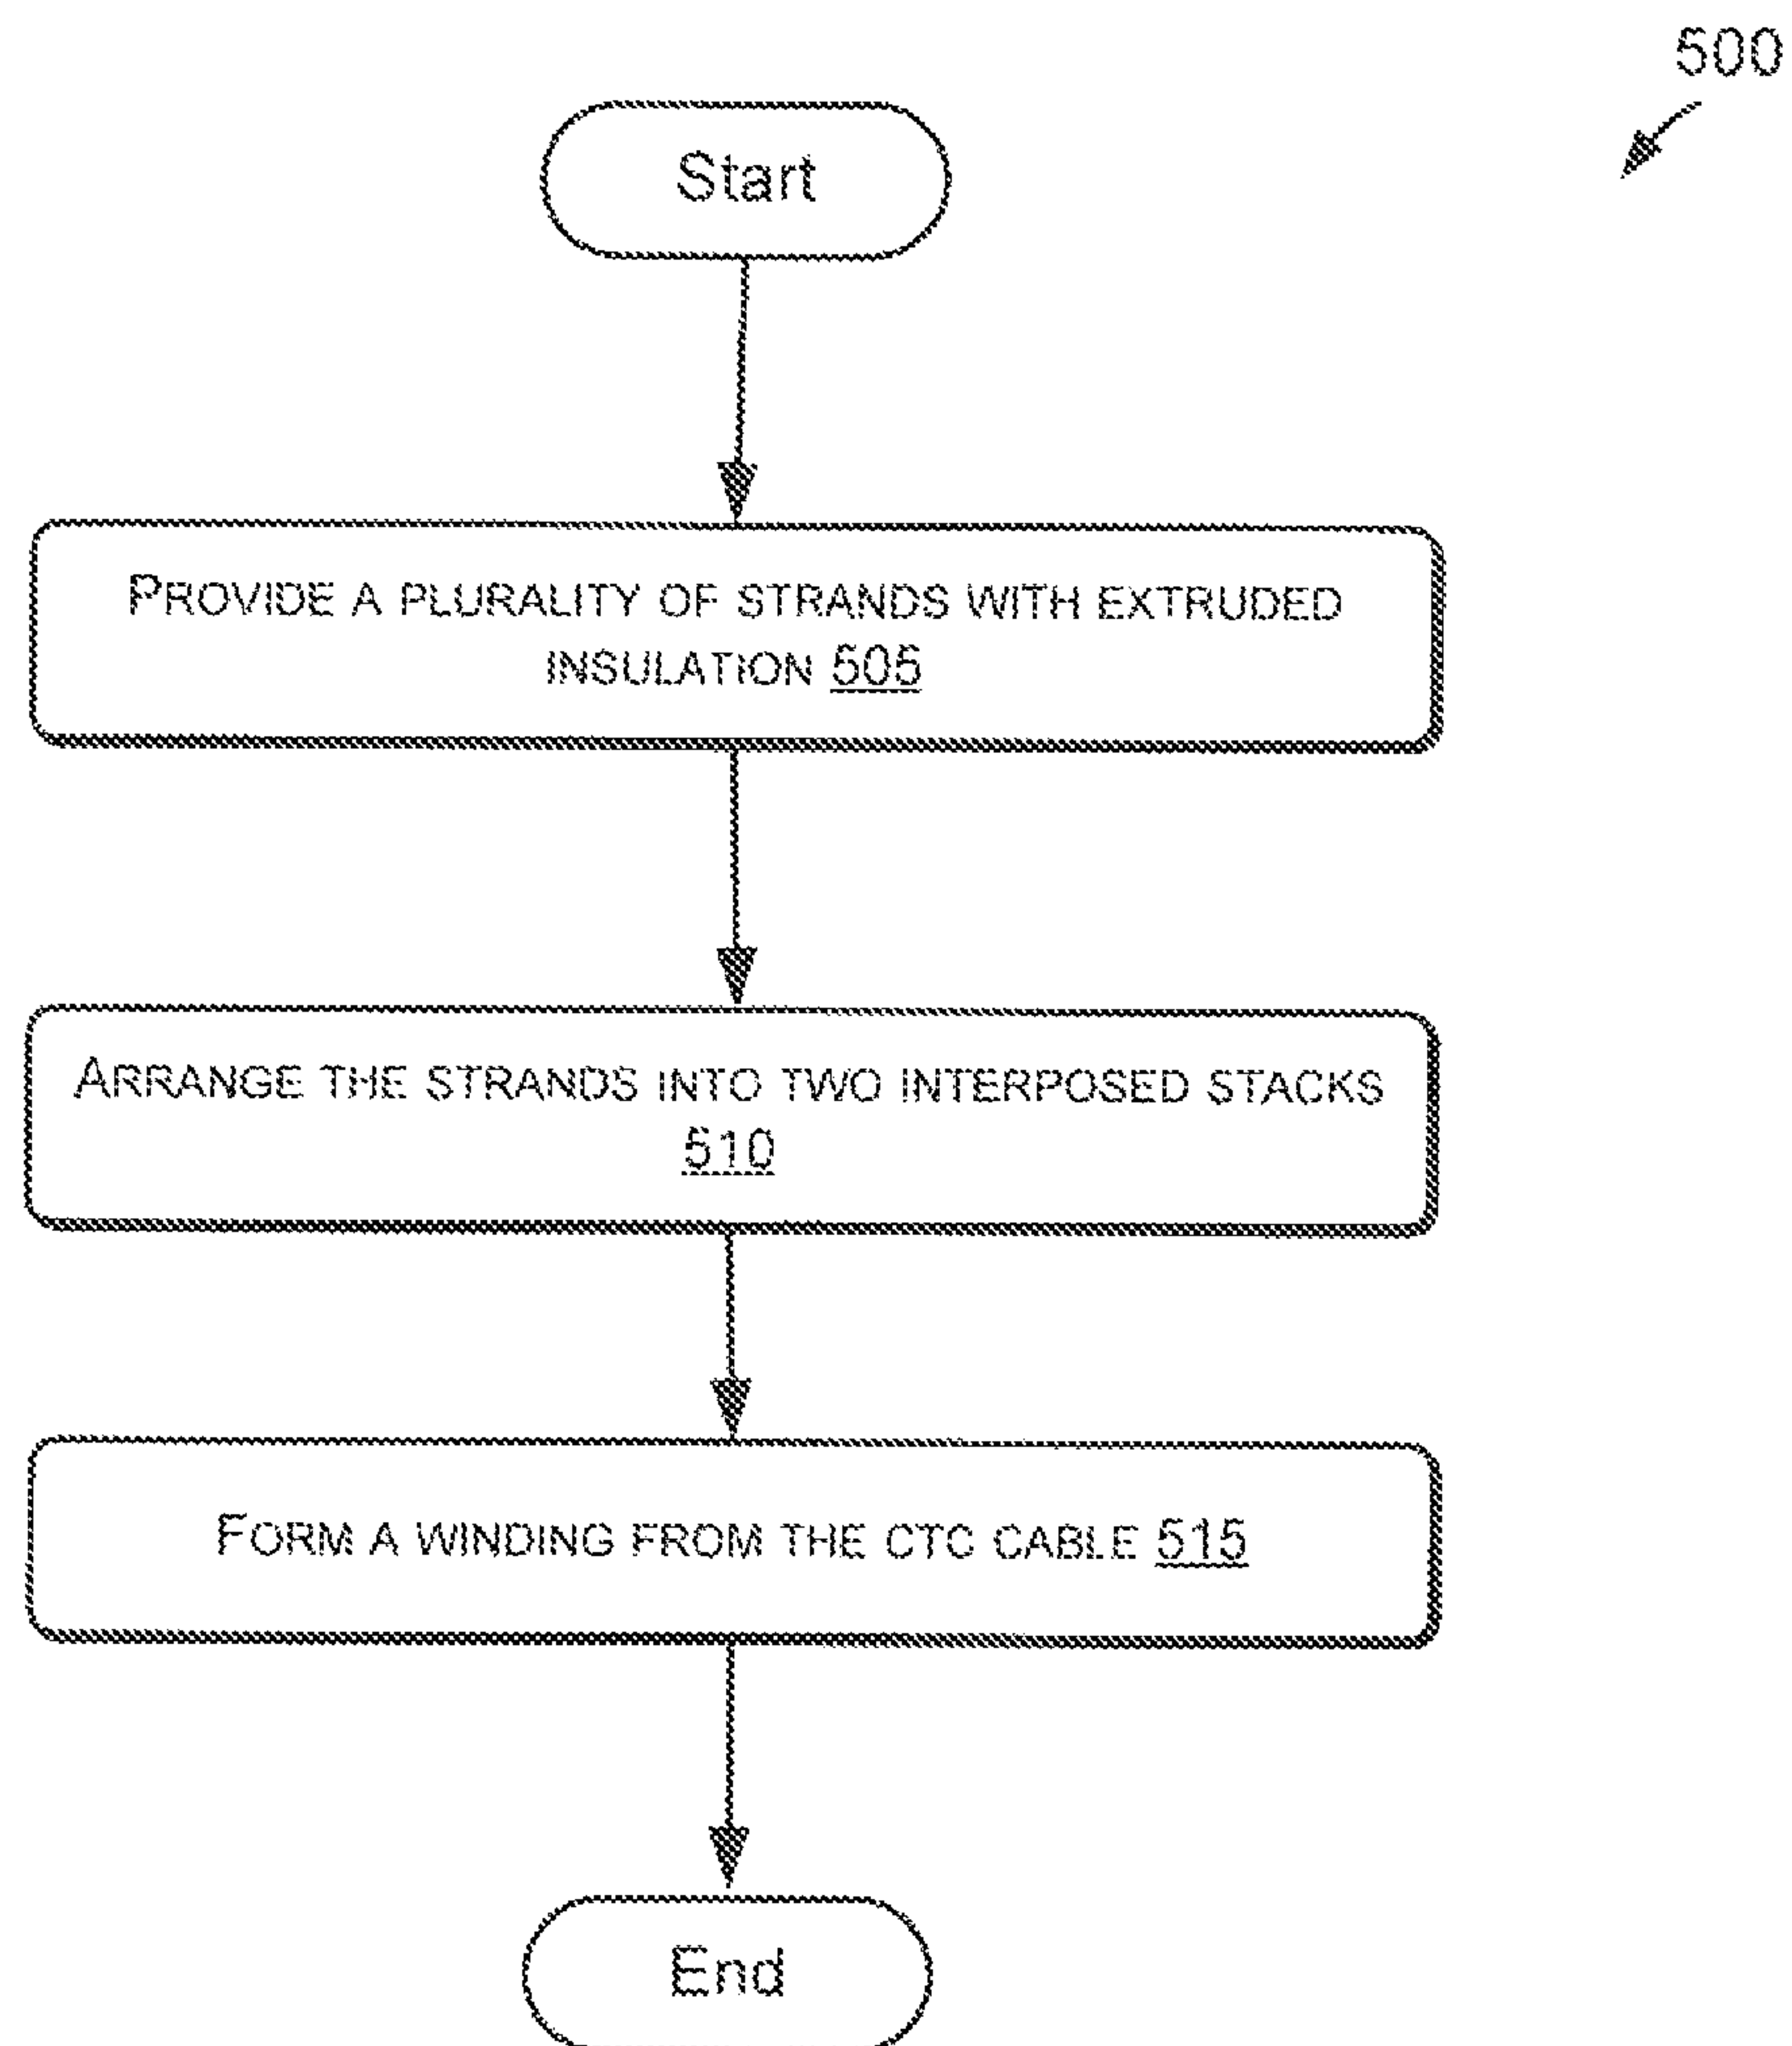 500
Start
PROVIDE A PLURALITY OF STRANDS WITH EXTRUDED
INSULATION 505
ARRANGE THE STRANDS INTO TWO INTERPOSED STACKS
510
FORM A WINDING FROM THE CTC CABLE 515
End